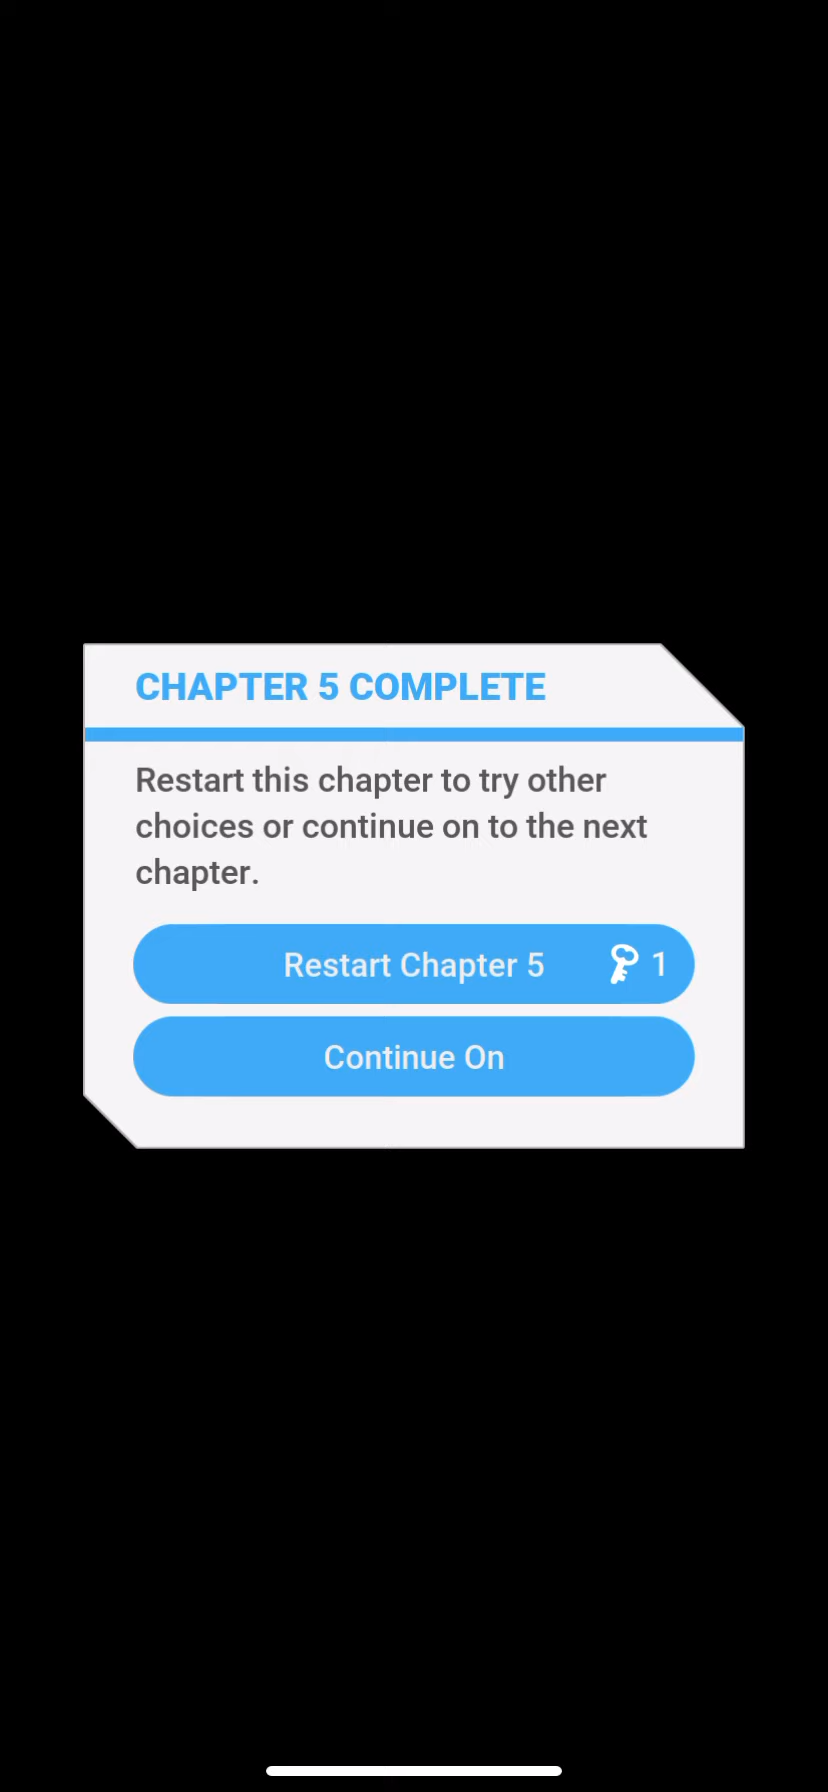 CHAPTER 5 COMPLETE
Restart this chapter to try other
choices or continue on to the next
chapter.
Restart Chapter 5 1
Continue On